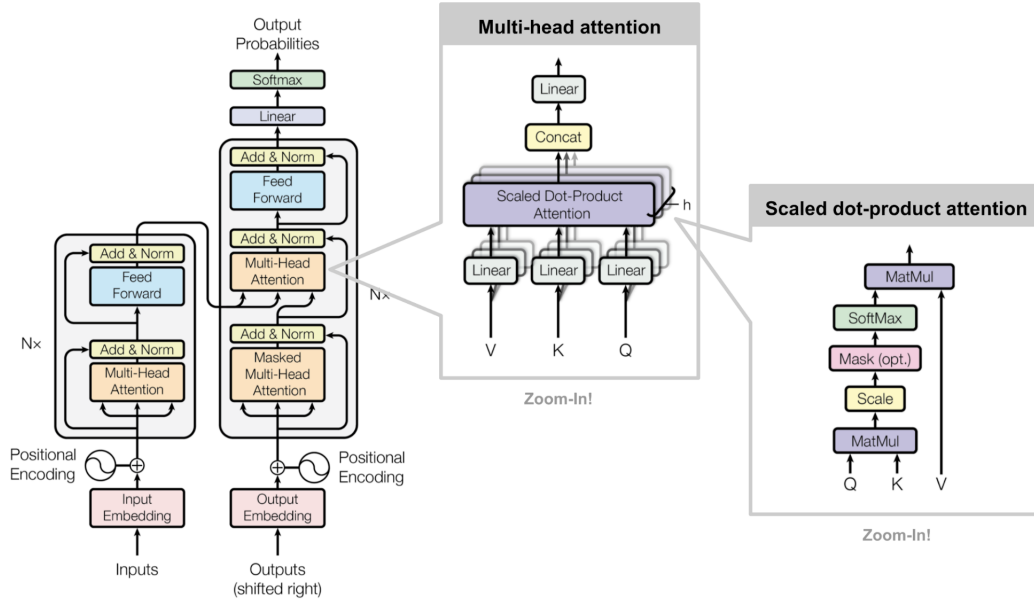 Output
Probabilities
Softmax
Linear
Add & Norm
Feed
Forward
Add & Norm
Multi-Head
Attention
Nx
Add & Norm
Masked
Multi-Head
Attention
Positional
Encoding
Output
Embedding
Outputs
(shifted right)
Add & Norm
Feed
Forward
Nx
Add & Norm
Multi-Head
Attention
Positional
Encoding
Input
Embedding
Inputs
Multi-head attention
Linear
Concat
Scaled Dot-Product
Attention
h
Linear Linear Linear
V K Q
Zoom-In!
Scaled dot-product attention
MatMul
SoftMax
Mask (opt.)
Scale
MatMul
Q K V
Zoom-In!